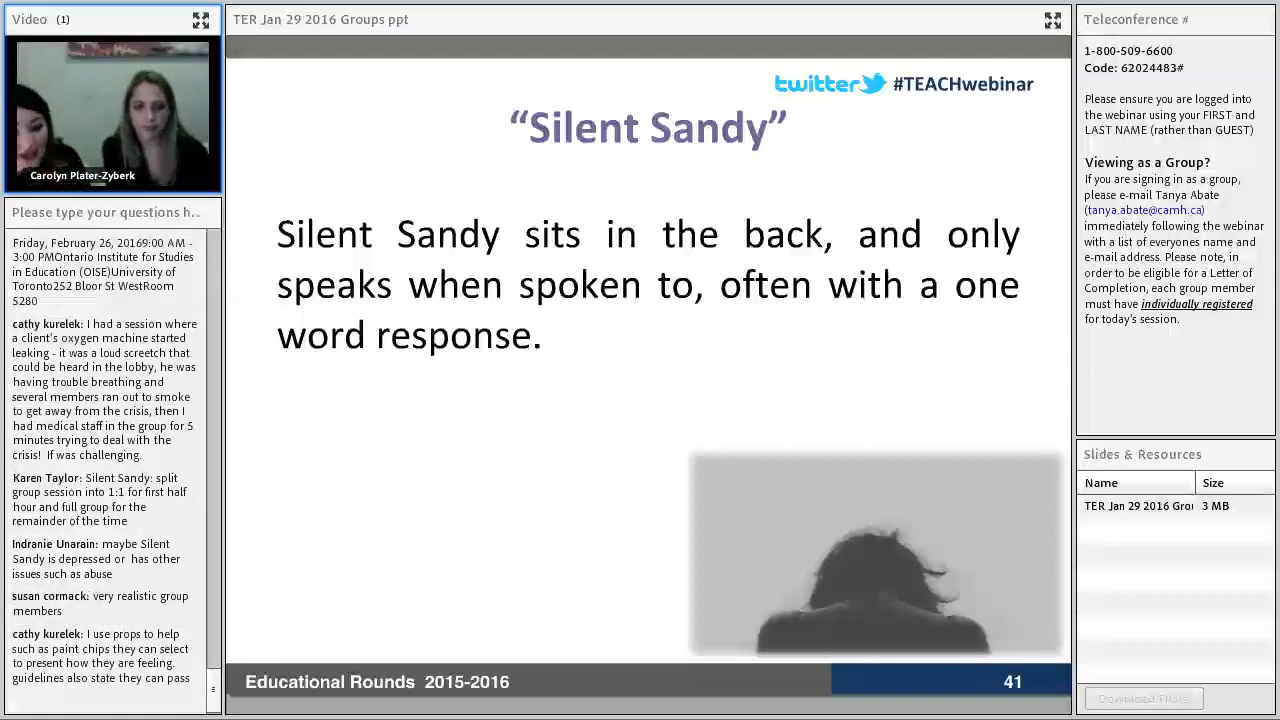 Video (1)
Carolyn Plater-Zyberk
Please type your questions h...
Friday, February 26, 20169:00 AM -
3:00 PMOntario Institute for Studies
in Education (OISE)University of
Toronto252 Bloor St WestRoom
5280
cathy kurelek: I had a session where
a client's oxygen machine started
leaking - it was a loud screetch that
could be heard in the lobby, he was
having trouble breathing and
several members ran out to smoke
to get away from the crisis, then I
had medical staff in the group for 5
minutes trying to deal with the
crisis! If was challenging.
Karen Taylor: Silent Sandy: split
group session into 1:1 for first half
hour and full group for the
remainder of the time
Indranie Unarain: maybe Silent
Sandy is depressed or has other
issues such as abuse
susan cormack: very realistic group
members
cathy kurelek: I use props to help
such as paint chips they can select
to present how they are feeling.
guidelines also state they can pass
TER Jan 29 2016 Groups ppt
twitter #TEACHwebinar
“Silent Sandy”
Silent Sandy sits in the back, and only
speaks when spoken to, often with a one
word response.
Educational Rounds 2015-2016
41
Teleconference #
1-800-509-6600
Code: 62024483#
Please ensure you are logged into
the webinar using your FIRST and
LAST NAME (rather than GUEST)
Viewing as a Group?
If you are signing in as a group,
please e-mail Tanya Abate
(tanya.abate@camh.ca)
immediately following the webinar
with a list of everyones name and
e-mail address. Please note, in
order to be eligible for a Letter of
Completion, each group member
must have individually registered
for today's session.
Slides & Resources
Name Size
TER Jan 29 2016 Grou 3 MB
Download File(s)